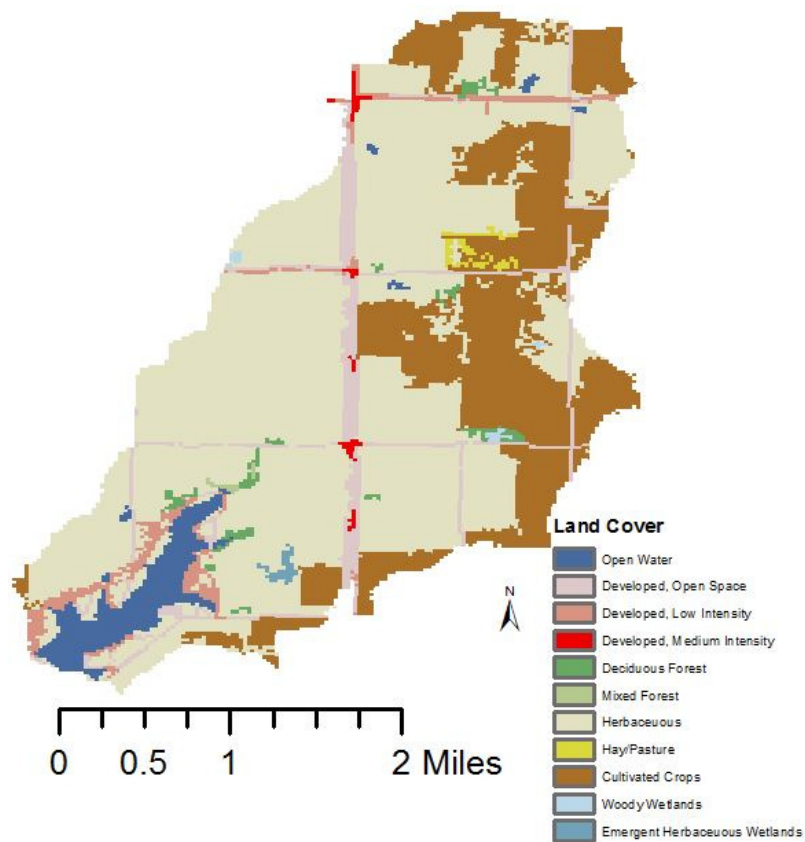 Land Cover
Open Water
Developed, Open Space
Developed, Low Intensity
Developed, Medium Intensity
Deciduous Forest
Mixed Forest
Herbaceuous
Hay/Pasture
Cultivated Crops
Woody Wetlands
Emergent Herbaceuous Wetlands
N
0 0.5 1 2 Miles